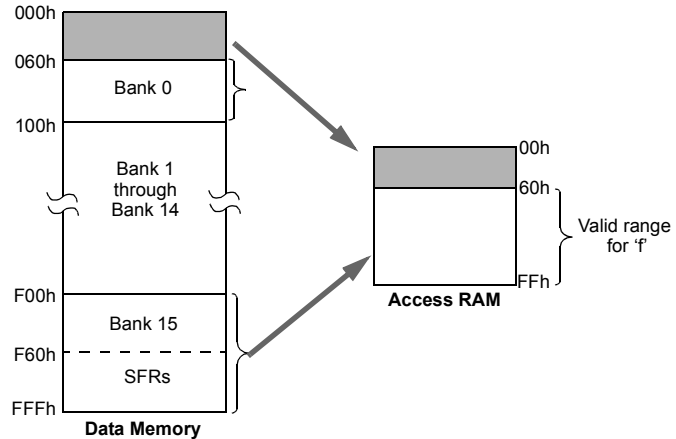 000h
060h
Bank 0
100h
Bank 1
through
Bank 14
F00h
Bank 15
F60h
SFRs
FFFh
Data Memory
00h
60h
Valid range
for ‘f’
FFh
Access RAM